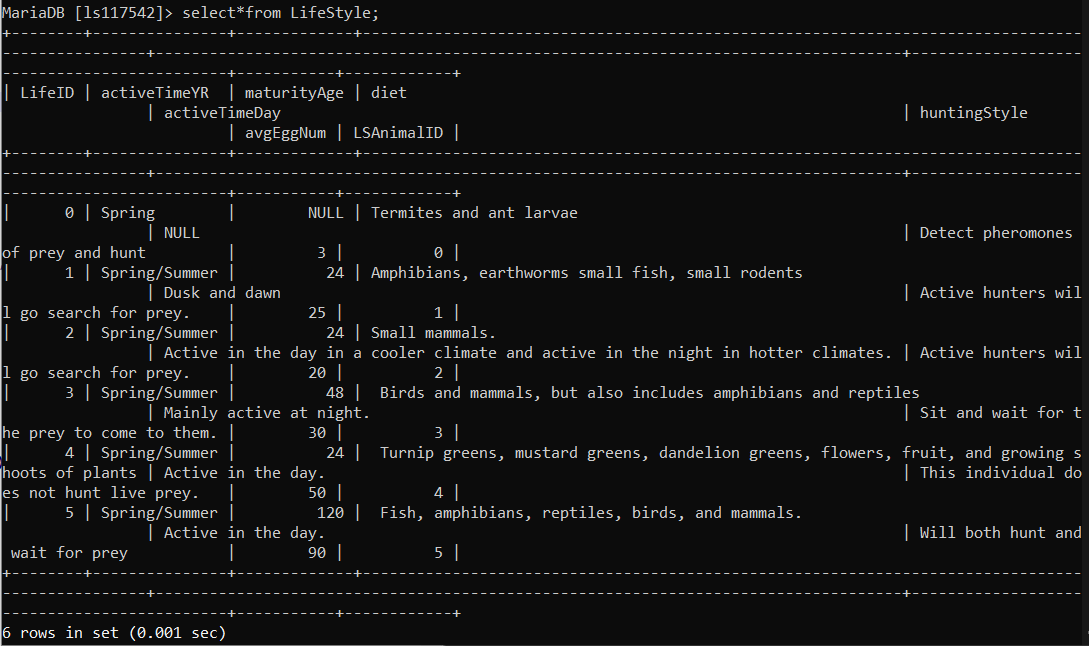 MariaDB [ls117542]> select*from LifeStyle;
+--------+---------------+-------------+--------------------------------------------------------------------------------
----------------+-----------------------------------------------------------------------------------+-------------------
-------------------------+-----------+------------+
| LifeID | activeTimeYR  | maturityAge | diet
                | activeTimeDay                                                                     | huntingStyle
                         | avgEggNum | LSAnimalID |
+--------+---------------+-------------+--------------------------------------------------------------------------------
----------------+-----------------------------------------------------------------------------------+-------------------
-------------------------+-----------+------------+
|      0 | Spring        |        NULL | Termites and ant larvae
                | NULL                                                                              | Detect pheromones
of prey and hunt         |         3 |          0 |
|      1 | Spring/Summer |          24 | Amphibians, earthworms small fish, small rodents
                | Dusk and dawn                                                                     | Active hunters wil
l go search for prey.    |        25 |          1 |
|      2 | Spring/Summer |          24 | Small mammals.
                | Active in the day in a cooler climate and active in the night in hotter climates. | Active hunters wil
l go search for prey.    |        20 |          2 |
|      3 | Spring/Summer |          48 |  Birds and mammals, but also includes amphibians and reptiles
                | Mainly active at night.                                                           | Sit and wait for t
he prey to come to them. |        30 |          3 |
|      4 | Spring/Summer |          24 |  Turnip greens, mustard greens, dandelion greens, flowers, fruit, and growing s
hoots of plants | Active in the day.                                                                | This individual do
es not hunt live prey.   |        50 |          4 |
|      5 | Spring/Summer |         120 |  Fish, amphibians, reptiles, birds, and mammals.
                | Active in the day.                                                                | Will both hunt and
 wait for prey           |        90 |          5 |
+--------+---------------+-------------+--------------------------------------------------------------------------------
----------------+-----------------------------------------------------------------------------------+-------------------
-------------------------+-----------+------------+
6 rows in set (0.001 sec)